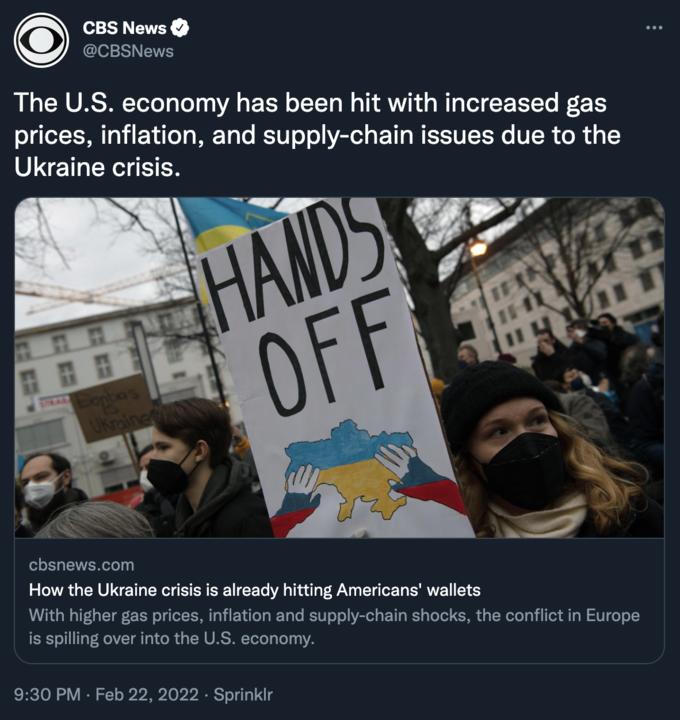 CBS News
@CBSNews
The U.S. economy has been hit with increased gas
prices, inflation, and supply-chain issues due to the
Ukraine crisis.
HANDS
OFF
Donbas
is
Ukraine
cbsnews.com
How the Ukraine crisis is already hitting Americans' wallets
With higher gas prices, inflation and supply-chain shocks, the conflict in Europe
is spilling over into the U.S. economy.
9:30 PM · Feb 22, 2022 · Sprinklr